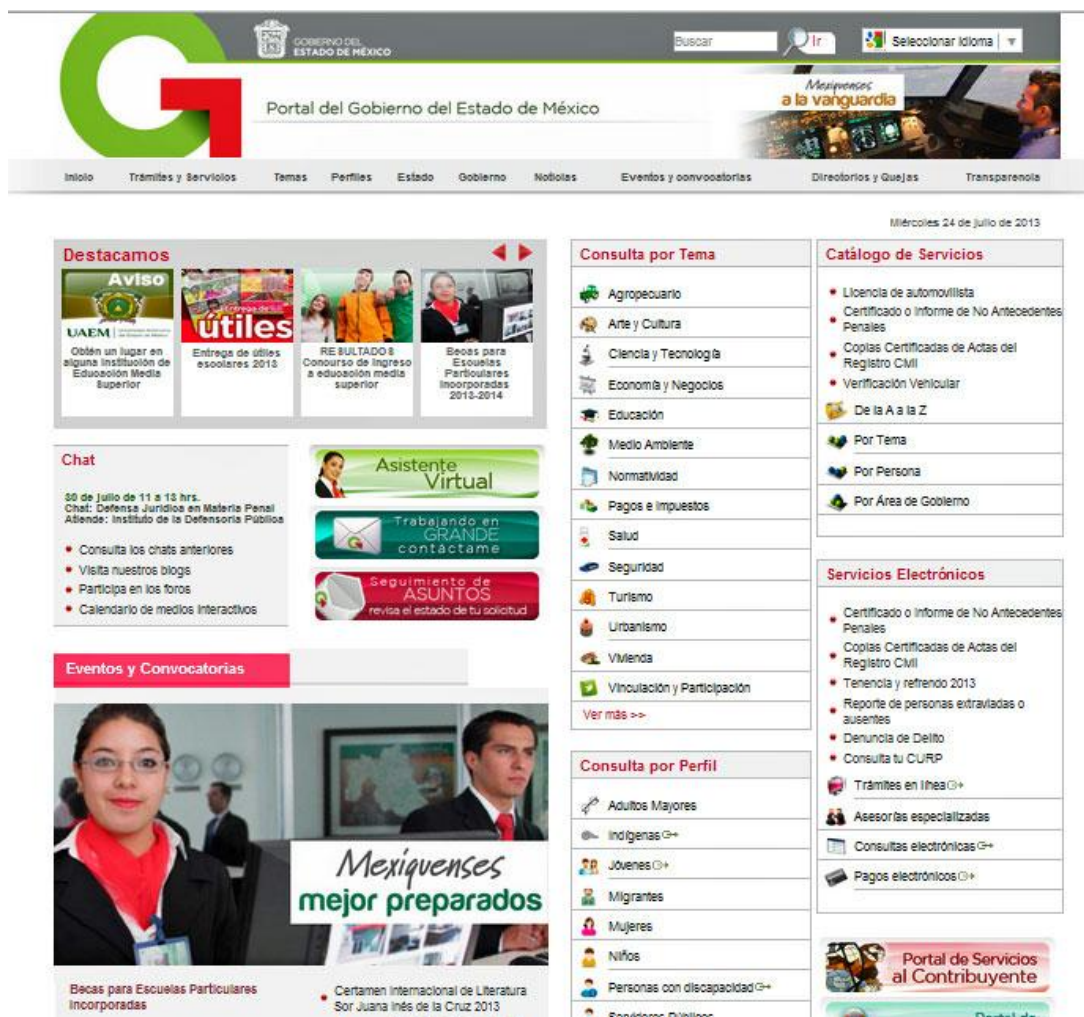 GOBIERNO DEL
ESTADO DE MÉXICO
Buscar
Ir
Seleccionar idioma
Portal del Gobierno del Estado de México
Mexiquenses
a la vanguardia
Inicio
Trámites y Servicios
Temas
Perfiles
Estado
Gobierno
Noticias
Eventos y convocatorias
Directorios y Quejas
Transparencia
Miércoles 24 de julio de 2013
Destacamos
Aviso
UAEM
Obtén un lugar en
alguna Institución de
Educación Media
Superior
Entrega de
útiles
Entrega de útiles
escolares 2013
RESULTADOS
Concurso de Ingreso
a educación media
superior
Becas para
Escuelas
Particulares
Incorporadas
2013-2014
Chat
30 de julio de 11 a 13 hrs.
Chat: Defensa Jurídica en Materia Penal
Atiende: Instituto de la Defensoría Pública
Consulta los chats anteriores
Visita nuestros blogs
Participa en los foros
Calendario de medios interactivos
Asistente
Virtual
Trabajando en
GRANDE
contáctame
Seguimiento de
ASUNTOS
revisa el estado de tu solicitud
Eventos y Convocatorias
Mexiquenses
mejor preparados
Becas para Escuelas Particulares
Incorporadas
Certamen Internacional de Literatura
Sor Juana Inés de la Cruz 2013
Consulta por Tema
Agropecuario
Arte y Cultura
Ciencia y Tecnología
Economía y Negocios
Educación
Medio Ambiente
Normatividad
Pagos e Impuestos
Salud
Seguridad
Turismo
Urbanismo
Vivienda
Vinculación y Participación
Ver más >>
Consulta por Perfil
Adultos Mayores
Indígenas
Jóvenes
Migrantes
Mujeres
Niños
Personas con discapacidad
Servidores Públicos
Catálogo de Servicios
Licencia de automovilista
Certificado o Informe de No Antecedentes
Penales
Copias Certificadas de Actas del
Registro Civil
Verificación Vehicular
De la A a la Z
Por Tema
Por Persona
Por Área de Gobierno
Servicios Electrónicos
Certificado o Informe de No Antecedentes
Penales
Copias Certificadas de Actas del
Registro Civil
Tenencia y refrendo 2013
Reporte de personas extraviadas o
ausentes
Denuncia de Delito
Consulta tu CURP
Trámites en línea
Asesorías especializadas
Consultas electrónicas
Pagos electrónicos
Portal de Servicios
al Contribuyente
Portal de